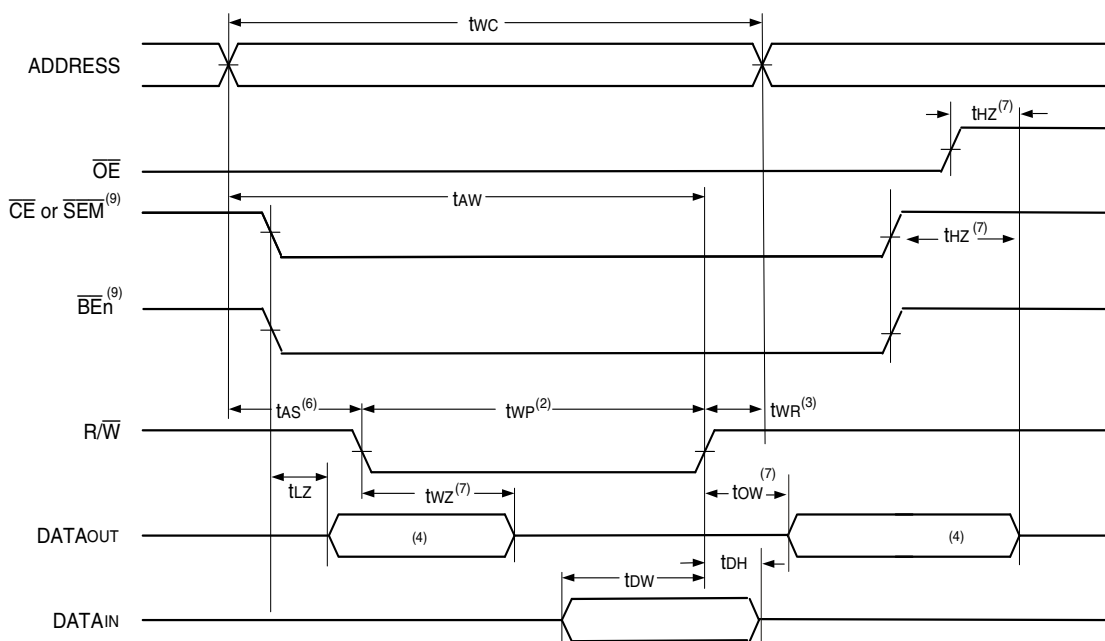 tWC
ADDRESS
tHZ(7)
OE
tAW
CE or SEM(9)
tHZ(7)
BEn(9)
tAS(6)
tWP(2)
tWR(3)
R/W
tLZ
tWZ(7)
tOW(7)
DATAOUT
(4)
(4)
tDW
tDH
DATAIN